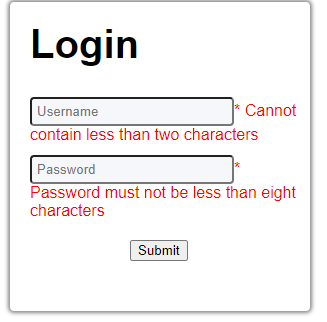 Login
Username * Cannot
contain less than two characters
Password *
Password must not be less than eight
characters
Submit